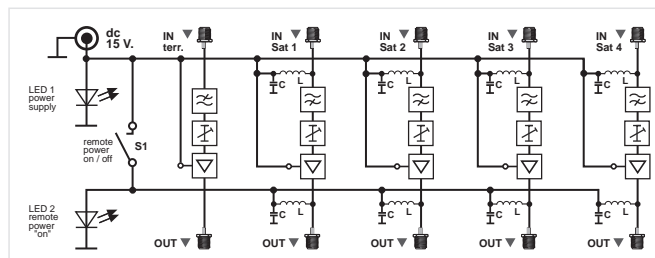 dc
15 V.
IN
terr.
IN
Sat 1
IN
Sat 2
IN
Sat 3
IN
Sat 4
LED 1
power
supply
C
L
C
L
C
L
C
L
remote
power
on / off
S1
LED 2
remote
power
"on"
C
L
C
L
C
L
C
L
OUT
OUT
OUT
OUT
OUT